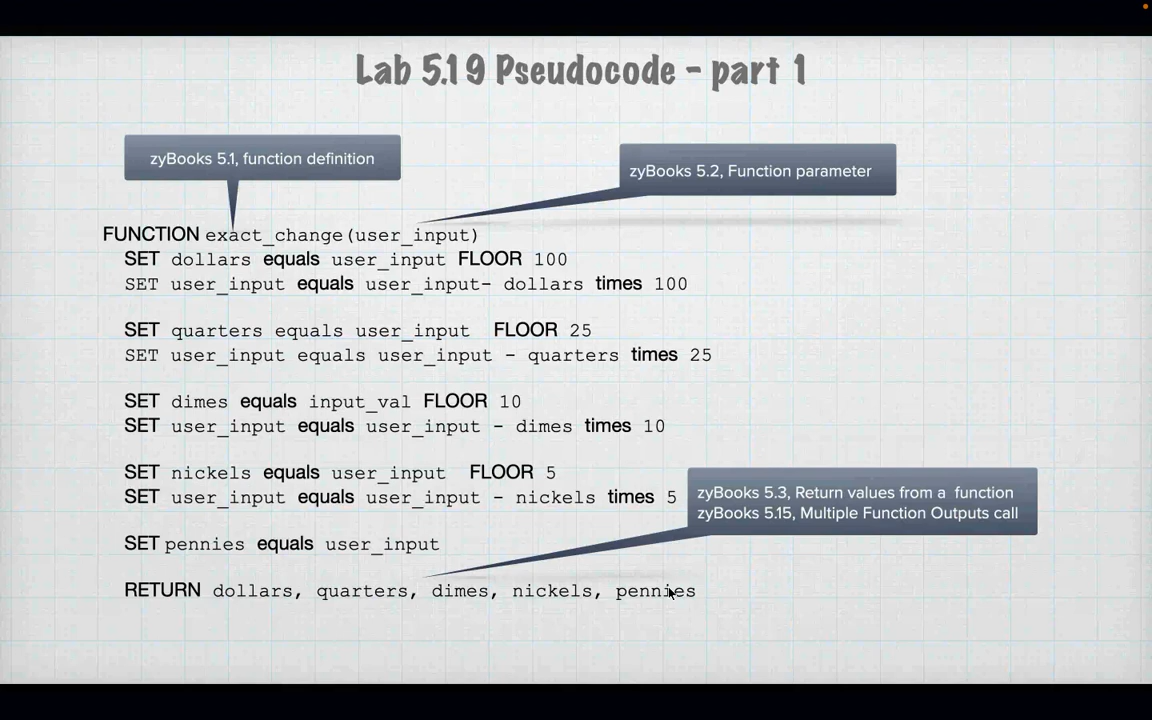 Lab 5.19 Pseudocode - part 1
zyBooks 5.1, function definition
zyBooks 5.2, Function parameter
FUNCTION exact_change(user_input)
SET dollars equals user_input FLOOR 100
SET user_input equals user_input- dollars times 100
SET quarters equals user_input FLOOR 25
SET user_input equals user_input - quarters times 25
SET dimes equals input_val FLOOR 10
SET user_input equals user_input - dimes times 10
SET nickels equals user_input FLOOR 5
SET user_input equals user_input - nickels times 5
zyBooks 5.3, Return values from a function
zyBooks 5.15, Multiple Function Outputs call
SET pennies equals user_input
RETURN dollars, quarters, dimes, nickels, pennies